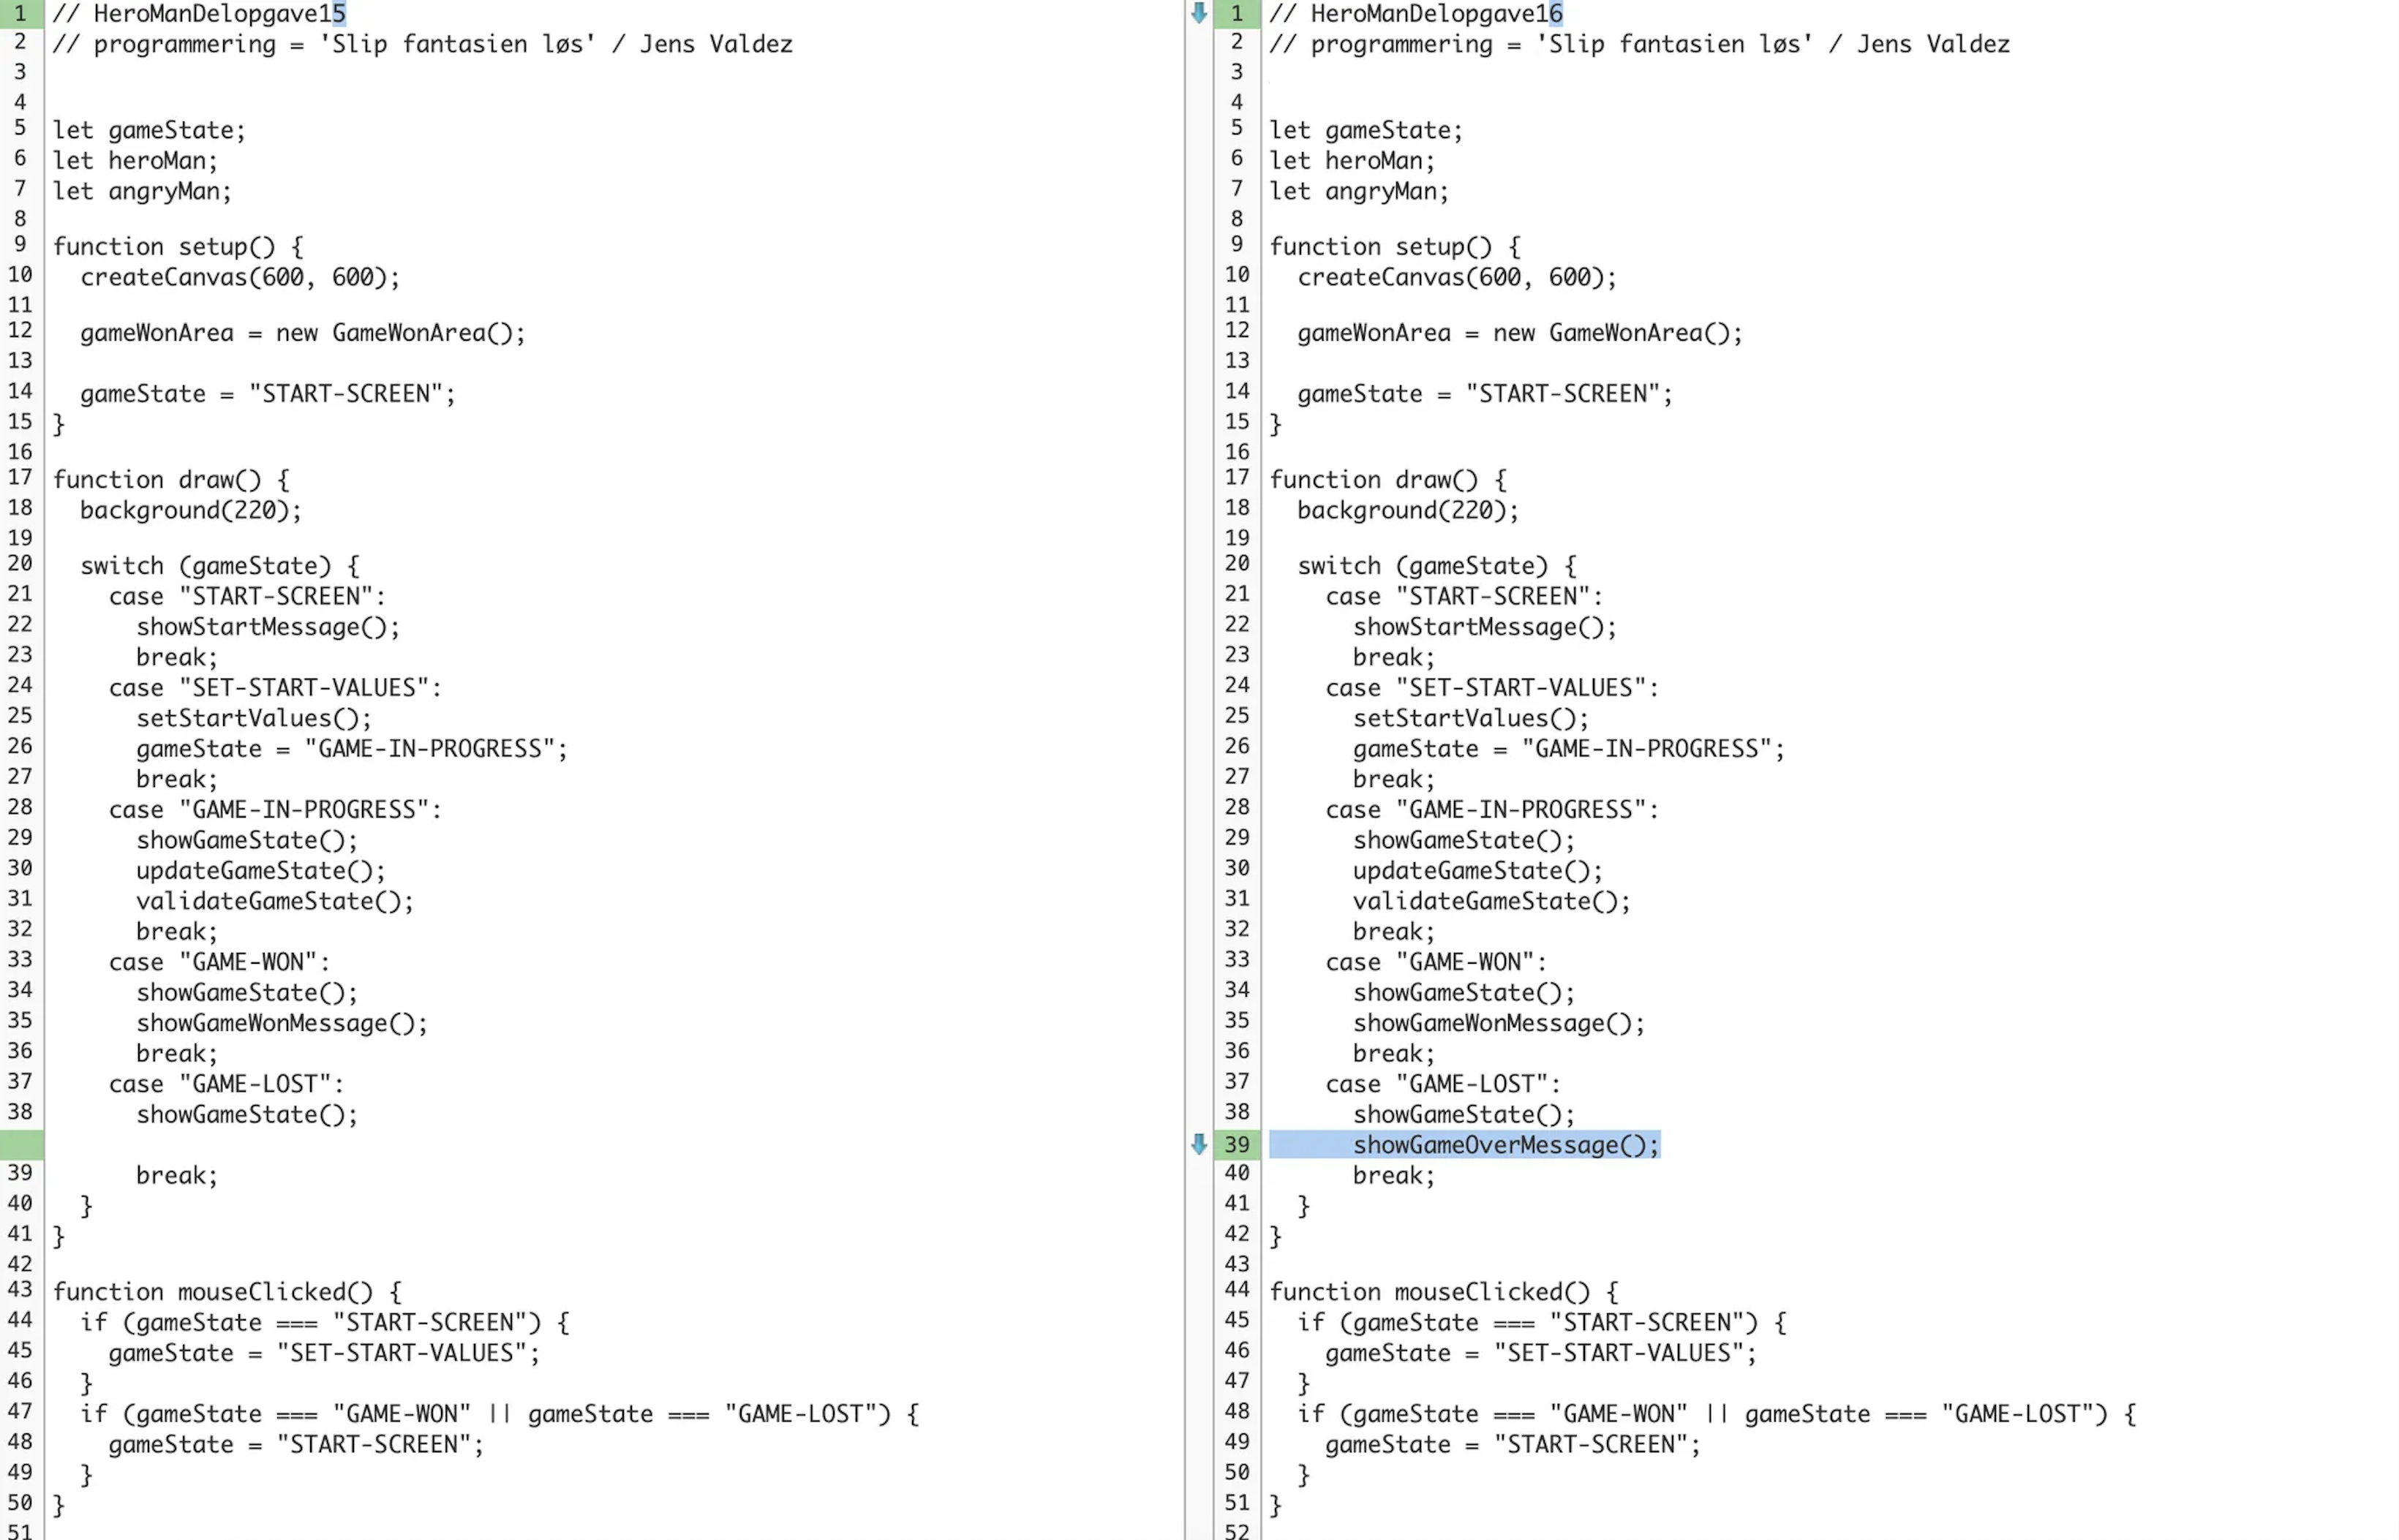 1 // HeroManDelopgave15
2 // programmering = 'Slip fantasien løs' / Jens Valdez
3
4
5 let gameState;
6 let heroMan;
7 let angryMan;
8
9 function setup() {
10   createCanvas(600, 600);
11
12   gameWonArea = new GameWonArea();
13
14   gameState = "START-SCREEN";
15 }
16
17 function draw() {
18   background(220);
19
20   switch (gameState) {
21     case "START-SCREEN":
22       showStartMessage();
23       break;
24     case "SET-START-VALUES":
25       setStartValues();
26       gameState = "GAME-IN-PROGRESS";
27       break;
28     case "GAME-IN-PROGRESS":
29       showGameState();
30       updateGameState();
31       validateGameState();
32       break;
33     case "GAME-WON":
34       showGameState();
35       showGameWonMessage();
36       break;
37     case "GAME-LOST":
38       showGameState();
39       break;
40   }
41 }
42
43 function mouseClicked() {
44   if (gameState === "START-SCREEN") {
45     gameState = "SET-START-VALUES";
46   }
47   if (gameState === "GAME-WON" || gameState === "GAME-LOST") {
48     gameState = "START-SCREEN";
49   }
50 }
51
1 // HeroManDelopgave16
2 // programmering = 'Slip fantasien løs' / Jens Valdez
3
4
5 let gameState;
6 let heroMan;
7 let angryMan;
8
9 function setup() {
10   createCanvas(600, 600);
11
12   gameWonArea = new GameWonArea();
13
14   gameState = "START-SCREEN";
15 }
16
17 function draw() {
18   background(220);
19
20   switch (gameState) {
21     case "START-SCREEN":
22       showStartMessage();
23       break;
24     case "SET-START-VALUES":
25       setStartValues();
26       gameState = "GAME-IN-PROGRESS";
27       break;
28     case "GAME-IN-PROGRESS":
29       showGameState();
30       updateGameState();
31       validateGameState();
32       break;
33     case "GAME-WON":
34       showGameState();
35       showGameWonMessage();
36       break;
37     case "GAME-LOST":
38       showGameState();
39       showGameOverMessage();
40       break;
41   }
42 }
43
44 function mouseClicked() {
45   if (gameState === "START-SCREEN") {
46     gameState = "SET-START-VALUES";
47   }
48   if (gameState === "GAME-WON" || gameState === "GAME-LOST") {
49     gameState = "START-SCREEN";
50   }
51 }
52